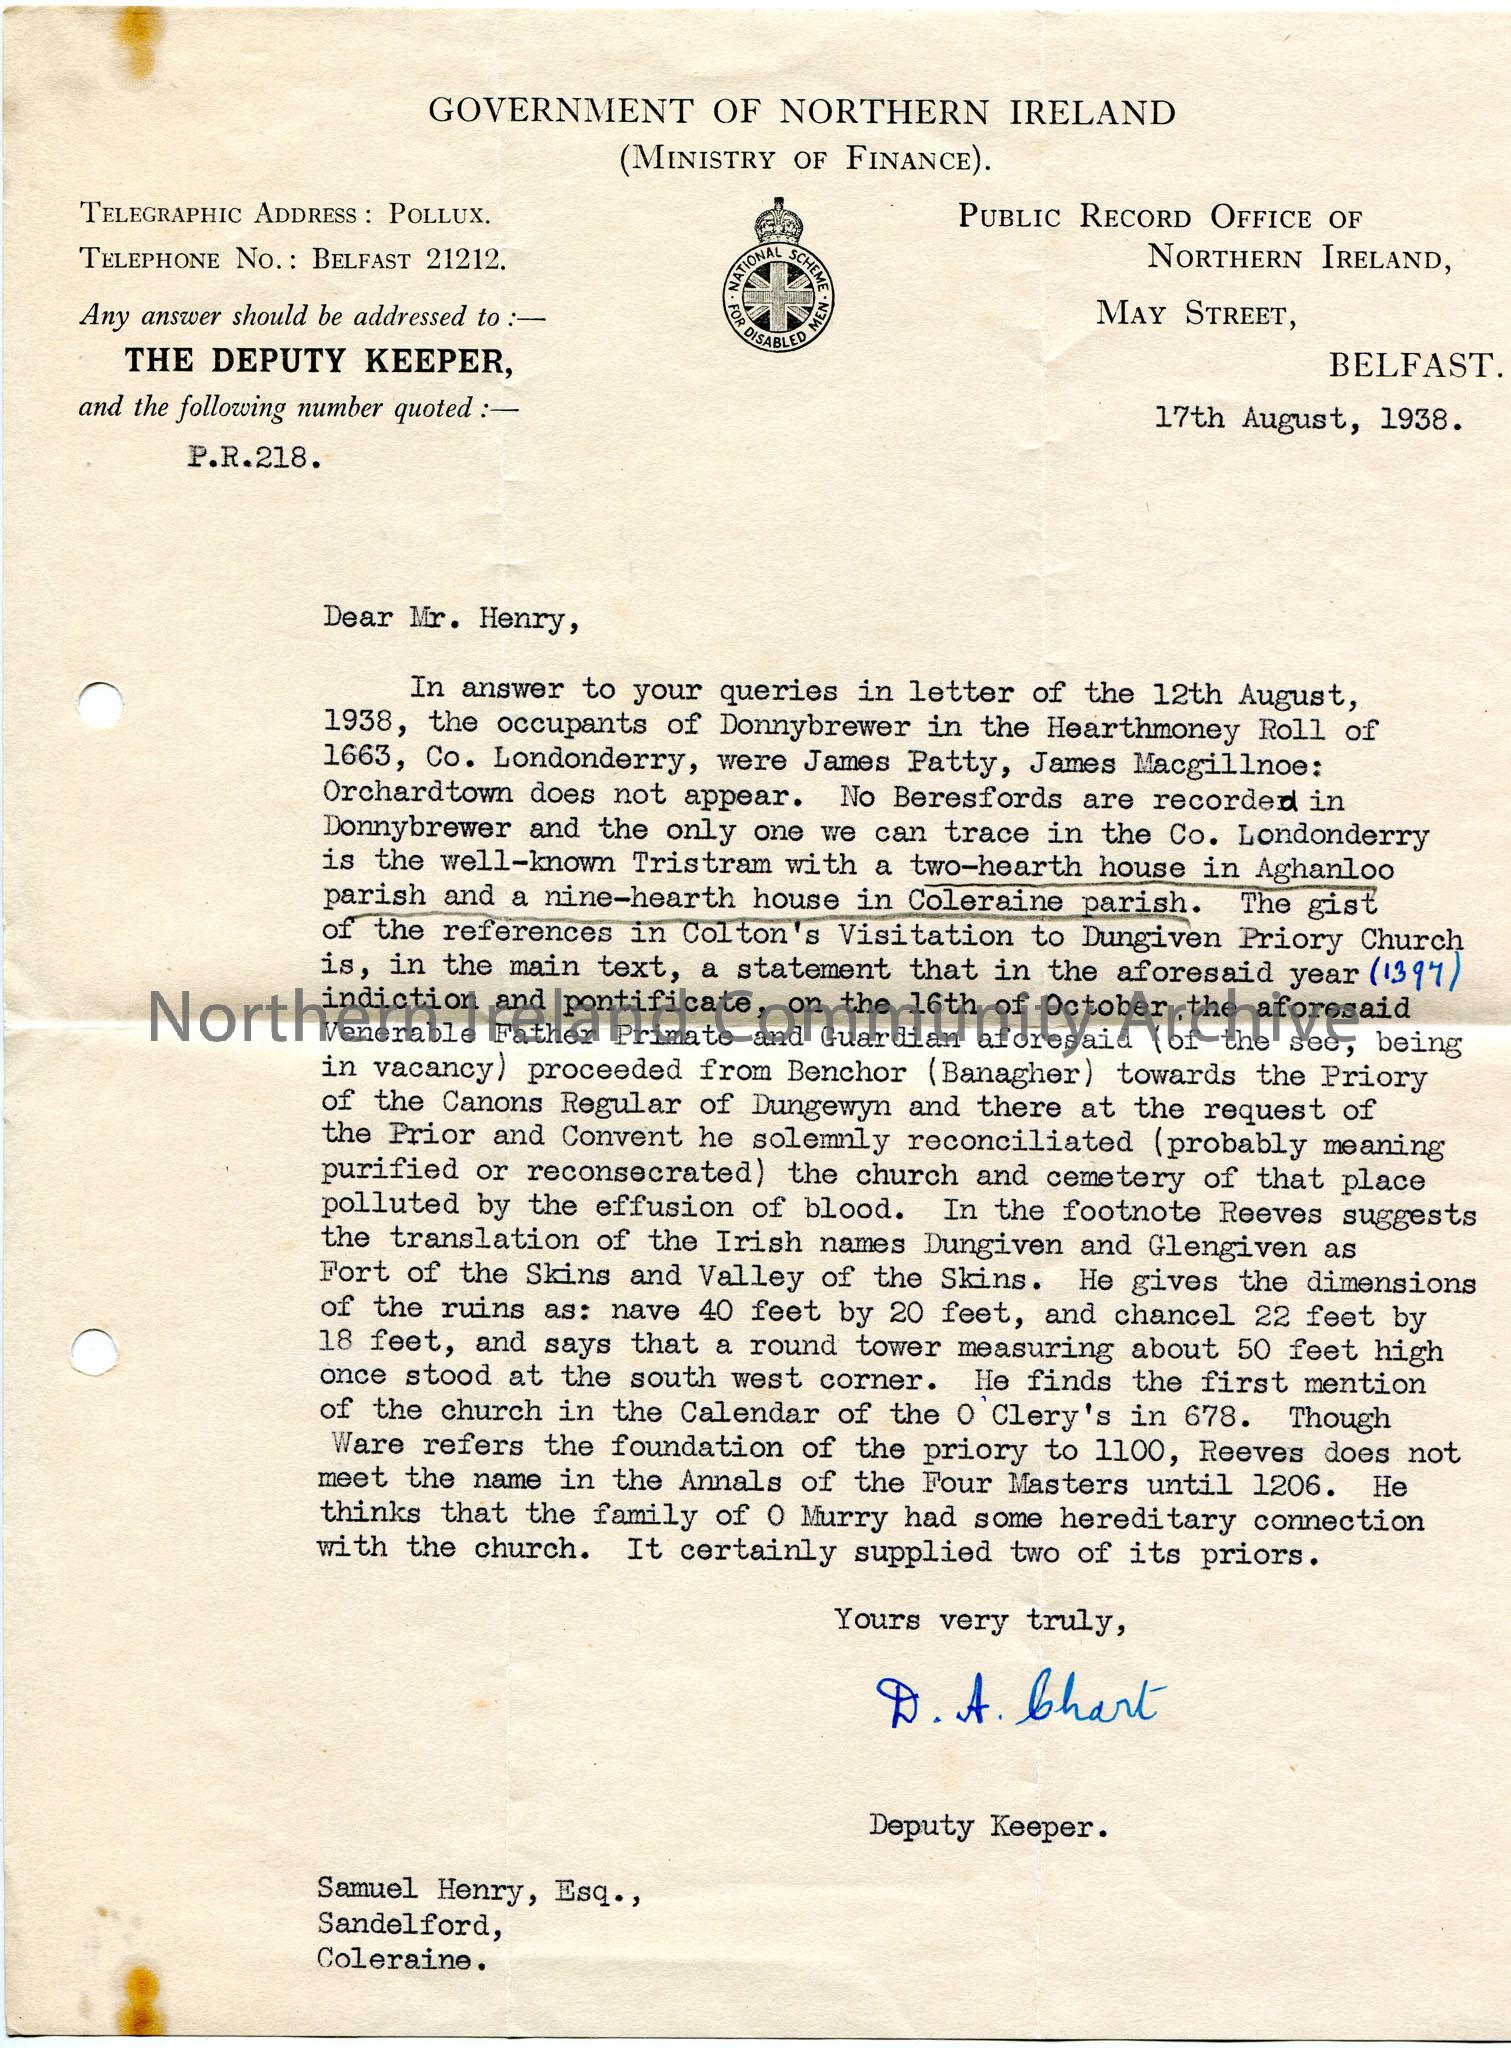 GOVERNMENT OF NORTHERN IRELAND
(MINISTRY OF FINANCE).
TELEGRAPHIC ADDRESS: POLLUX.
TELEPHONE NO.: BELFAST 21212.
Any answer should be addressed to :—
THE DEPUTY KEEPER,
and the following number quoted :—
P.R.218.
NATIONAL SCHEME
FOR DISABLED MEN
PUBLIC RECORD OFFICE OF
NORTHERN IRELAND,
MAY STREET,
BELFAST.
17th August, 1938.
Dear Mr. Henry,
In answer to your queries in letter of the 12th August,
1938, the occupants of Donnybrewer in the Hearthmoney Roll of
1663, Co. Londonderry, were James Patty, James Macgillnoe:
Orchardtown does not appear. No Beresfords are recorded in
Donnybrewer and the only one we can trace in the Co. Londonderry
is the well-known Tristram with a two-hearth house in Aghanloo
parish and a nine-hearth house in Coleraine parish. The gist
of the references in Colton's Visitation to Dungiven Priory Church
is, in the main text, a statement that in the aforesaid year (1397)
indiction and pontificate, on the 16th of October, the aforesaid
Northern Ireland Community Archive
Venerable Father Primate and Guardian aforesaid (of the see, being
in vacancy) proceeded from Benchor (Banagher) towards the Priory
of the Canons Regular of Dungewyn and there at the request of
the Prior and Convent he solemnly reconciliated (probably meaning
purified or reconsecrated) the church and cemetery of that place
polluted by the effusion of blood. In the footnote Reeves suggests
the translation of the Irish names Dungiven and Glengiven as
Fort of the Skins and Valley of the Skins. He gives the dimensions
of the ruins as: nave 40 feet by 20 feet, and chancel 22 feet by
18 feet, and says that a round tower measuring about 50 feet high
once stood at the south west corner. He finds the first mention
of the church in the Calendar of the O'Clery's in 678. Though
Ware refers the foundation of the priory to 1100, Reeves does not
meet the name in the Annals of the Four Masters until 1206. He
thinks that the family of O Murry had some hereditary connection
with the church. It certainly supplied two of its priors.
Yours very truly,
D. A. Chart
Deputy Keeper.
Samuel Henry, Esq.,
Sandelford,
Coleraine.